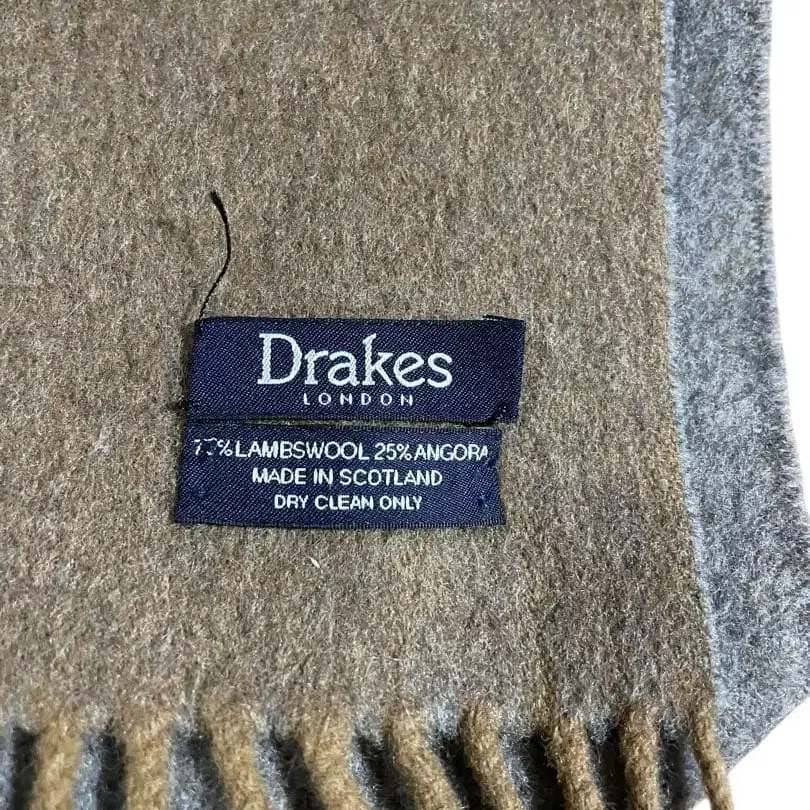 Drakes
LONDON
LAMBSWOOL 25% ANGORA
MADE IN SCOTLAND
DRY CLEAN ONLY